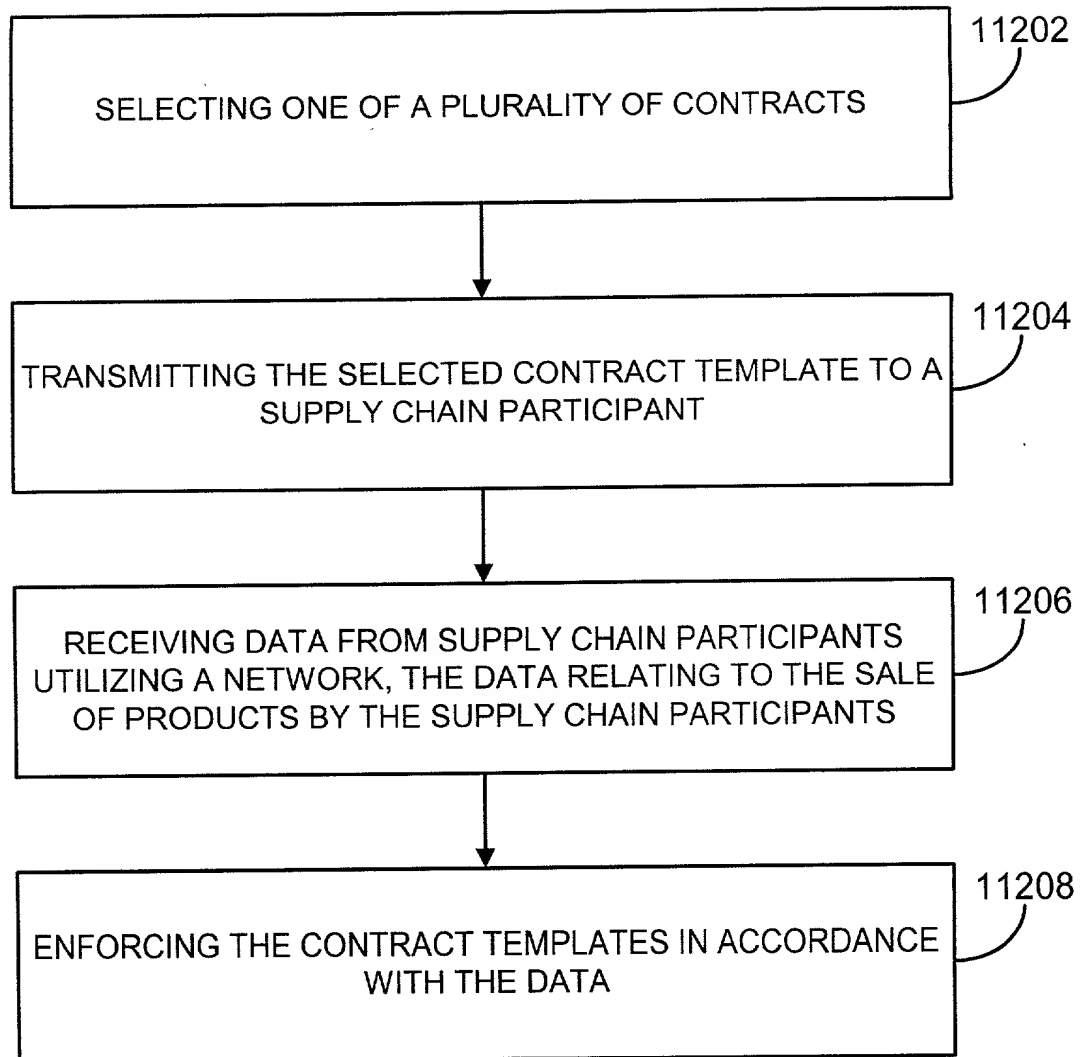 11202
SELECTING ONE OF A PLURALITY OF CONTRACTS
11204
TRANSMITTING THE SELECTED CONTRACT TEMPLATE TO A
SUPPLY CHAIN PARTICIPANT
11206
RECEIVING DATA FROM SUPPLY CHAIN PARTICIPANTS
UTILIZING A NETWORK, THE DATA RELATING TO THE SALE
OF PRODUCTS BY THE SUPPLY CHAIN PARTICIPANTS
11208
ENFORCING THE CONTRACT TEMPLATES IN ACCORDANCE
WITH THE DATA